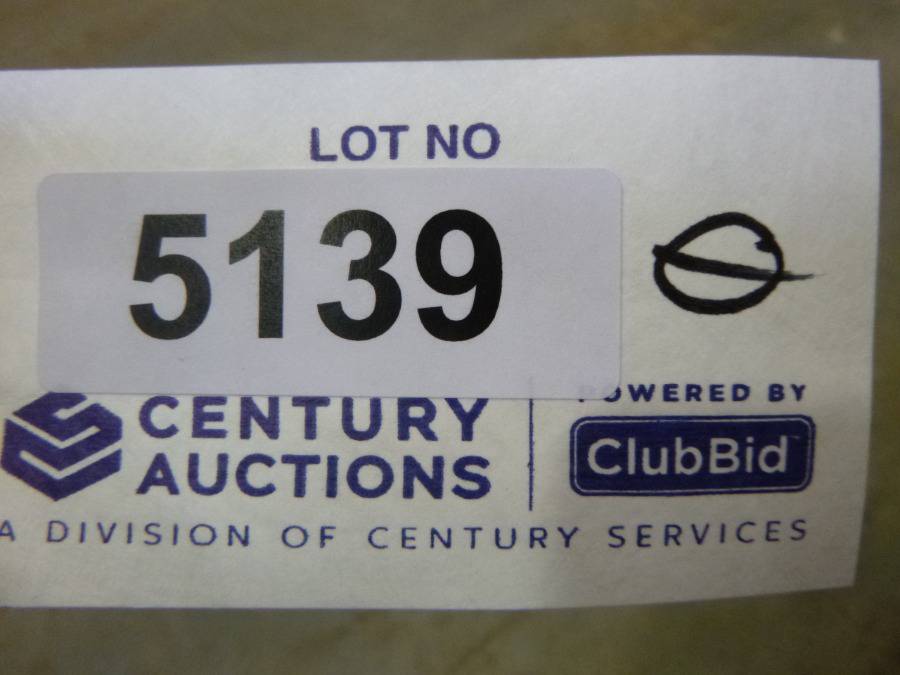 LOT NO
5139
CENTURY
AUCTIONS
POWERED BY
ClubBid
A DIVISION OF CENTURY SERVICES